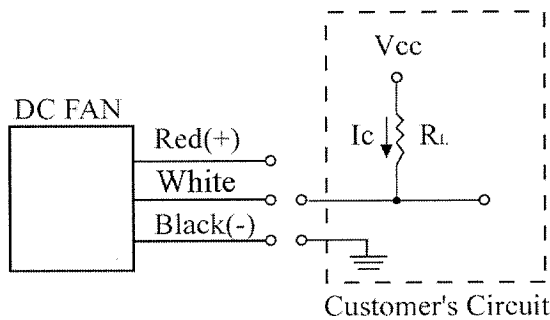 Vcc
DC FAN
Red(+)
Ic
RL
White
Black(-)
Customer's Circuit